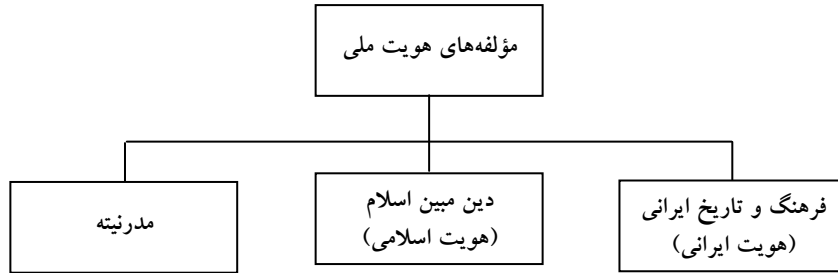 مؤلفه‌های هویت ملی
فرهنگ و تاریخ ایرانی
(هویت ایرانی)
دین مبین اسلام
(هویت اسلامی)
مدرنیته